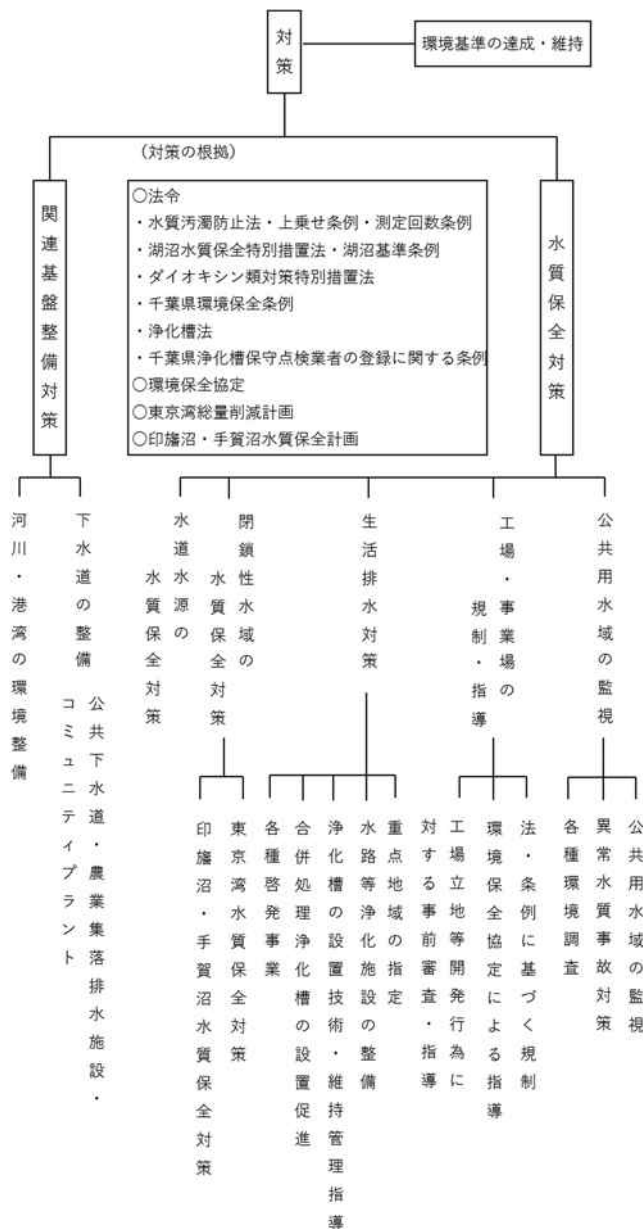 対策
環境基準の達成・維持
（対策の根拠）
〇法令
・水質汚濁防止法・上乗せ条例・測定回数条例
・湖沼水質保全特別措置法・湖沼基準条例
・ダイオキシン類対策特別措置法
・千葉県環境保全条例
・浄化槽法
・千葉県浄化槽保守点検業者の登録に関する条例
〇環境保全協定
〇東京湾総量削減計画
〇印旛沼・手賀沼水質保全計画
水質保全対策
関連基盤整備対策
公共用水域の監視
工場・事業場の
規制・指導
生活排水対策
閉鎖性水域の
水質保全対策
水道水源の
水質保全対策
下水道の整備
公共下水道・農業集落排水施設・
コミュニティプラント
河川・港湾の環境整備
公共用水域の監視
異常水質事故対策
各種環境調査
法・条例に基づく規制
環境保全協定による指導
工場立地等開発行為に
対する事前審査・指導
重点地域の指定
水路等浄化施設の整備
浄化槽の設置技術・維持管理指導
合併処理浄化槽の設置促進
各種啓発事業
東京湾水質保全対策
印旛沼・手賀沼水質保全対策